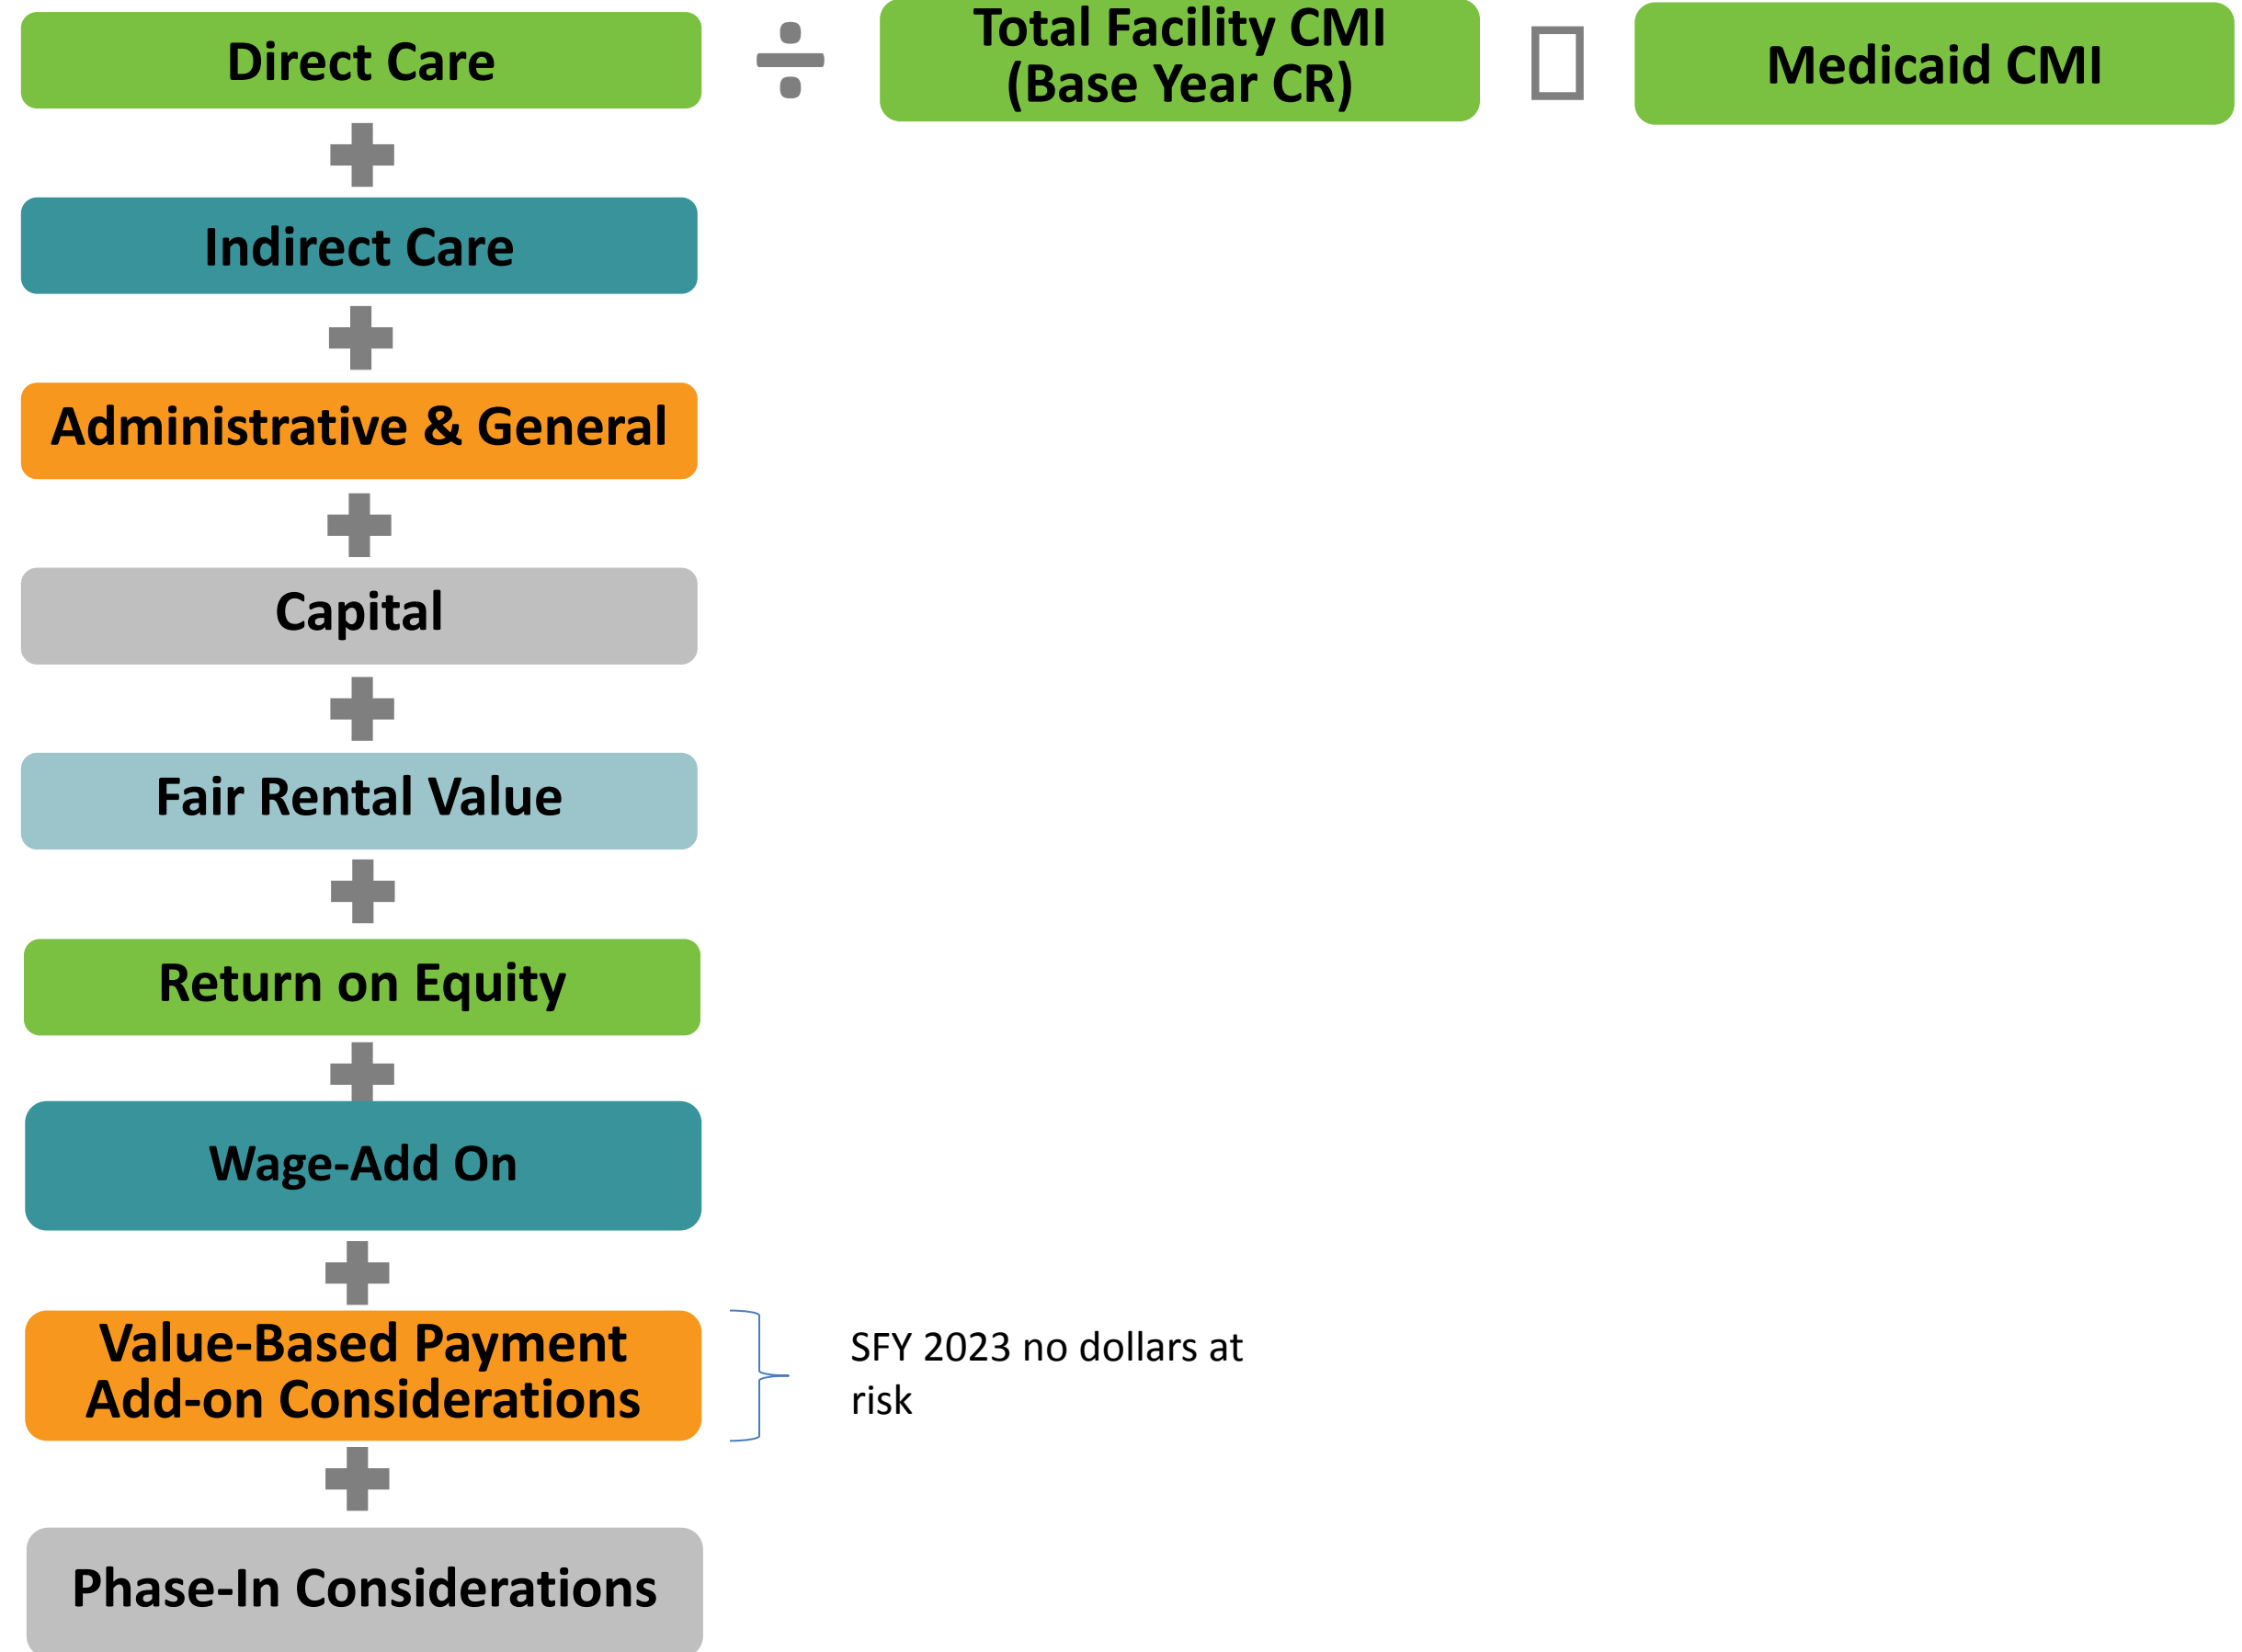 Direct Care
÷
Total Facility CMI
(Base Year CR)
Medicaid CMI
Indirect Care
Administrative & General
Capital
Fair Rental Value
Return on Equity
Wage-Add On
Value-Based Payment
Add-on Considerations
SFY 2023 no dollars at
risk
Phase-In Considerations